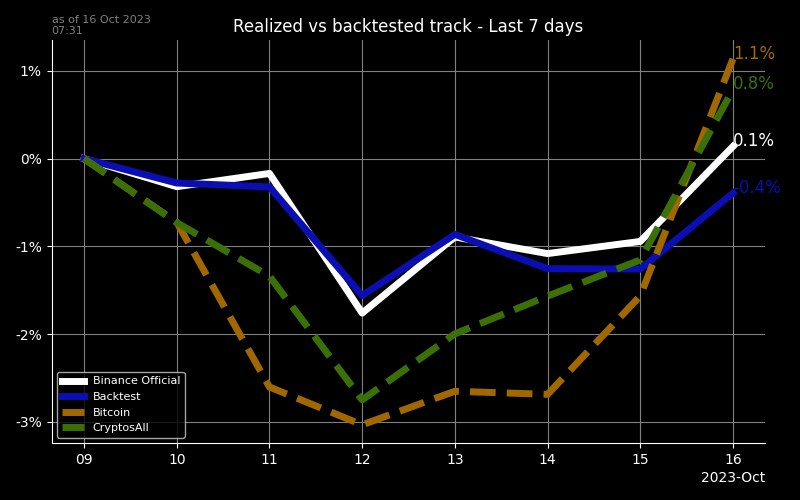 as of 16 Oct 2023
07:31
Realized vs backtested track - Last 7 days
1%
0%
-1%
-2%
-3%
1.1%
0.8%
0.1%
-0.4%
Binance Official
Backtest
Bitcoin
CryptosAll
09 10 11 12 13 14 15 16
2023-Oct